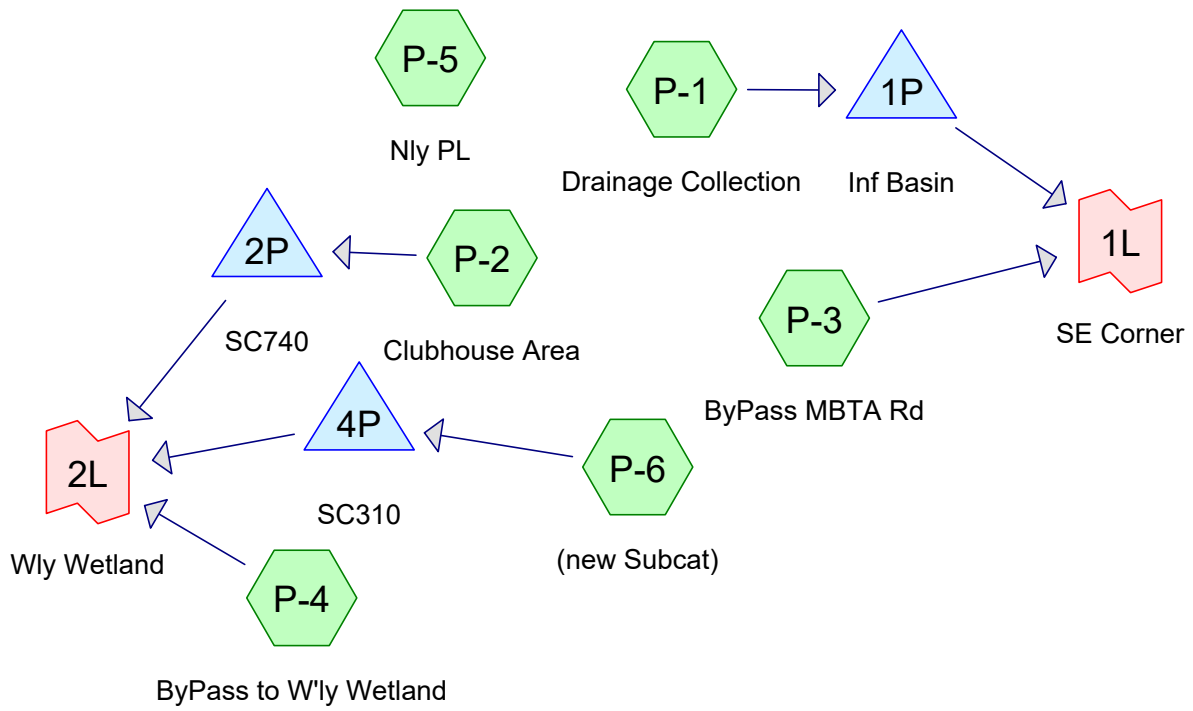 P-5
Nly PL
P-1
Drainage Collection
1P
Inf Basin
1L
SE Corner
2P
SC740
P-2
Clubhouse Area
P-3
ByPass MBTA Rd
4P
SC310
P-6
(new Subcat)
2L
Wly Wetland
P-4
ByPass to W'ly Wetland